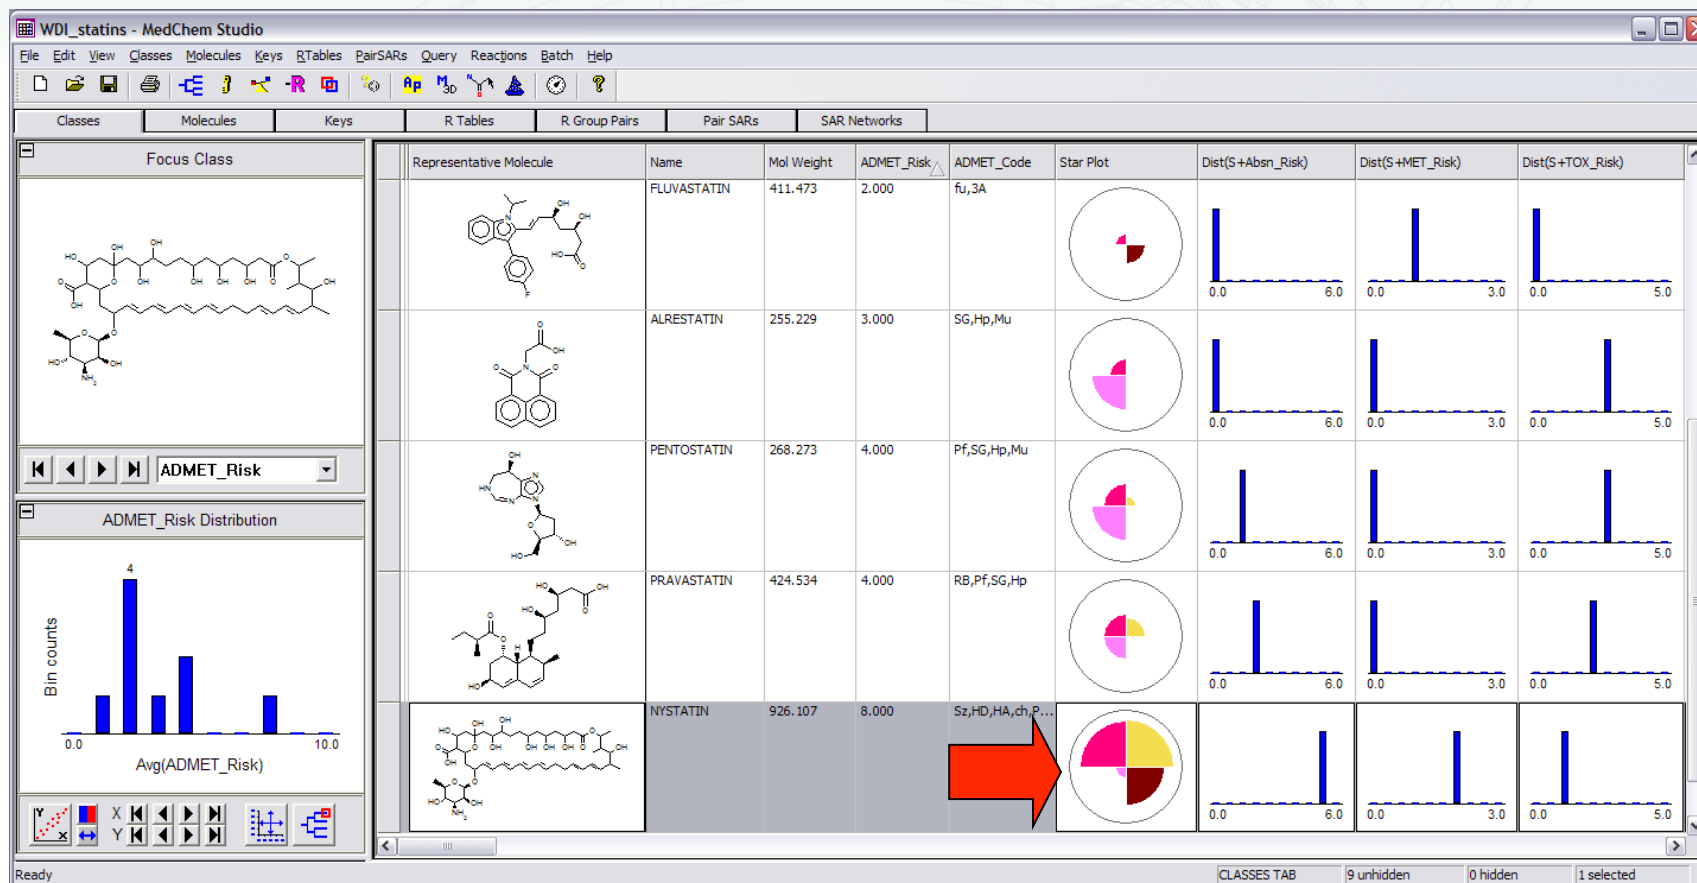 WDI_statins - MedChem Studio
File Edit View Classes Molecules Keys RTables PairSARs Query Reactions Batch Help
Classes Molecules Keys R Tables R Group Pairs Pair SARs SAR Networks
Focus Class
ADMET_Risk
ADMET_Risk Distribution
4
Bin counts
0.0 10.0
Avg(ADMET_Risk)
X
Y
Representative Molecule Name Mol Weight ADMET_Risk ADMET_Code Star Plot Dist(S+Absn_Risk) Dist(S+MET_Risk) Dist(S+TOX_Risk)
FLUVASTATIN 411.473 2.000 fu,3A
0.0 6.0 0.0 3.0 0.0 5.0
ALRESTATIN 255.229 3.000 SG,Hp,Mu
0.0 6.0 0.0 3.0 0.0 5.0
PENTOSTATIN 268.273 4.000 Pf,SG,Hp,Mu
0.0 6.0 0.0 3.0 0.0 5.0
PRAVASTATIN 424.534 4.000 RB,Pf,SG,Hp
0.0 6.0 0.0 3.0 0.0 5.0
NYSTATIN 926.107 8.000 Sz,HD,HA,ch,P...
0.0 6.0 0.0 3.0 0.0 5.0
Ready CLASSES TAB 9 unhidden 0 hidden 1 selected